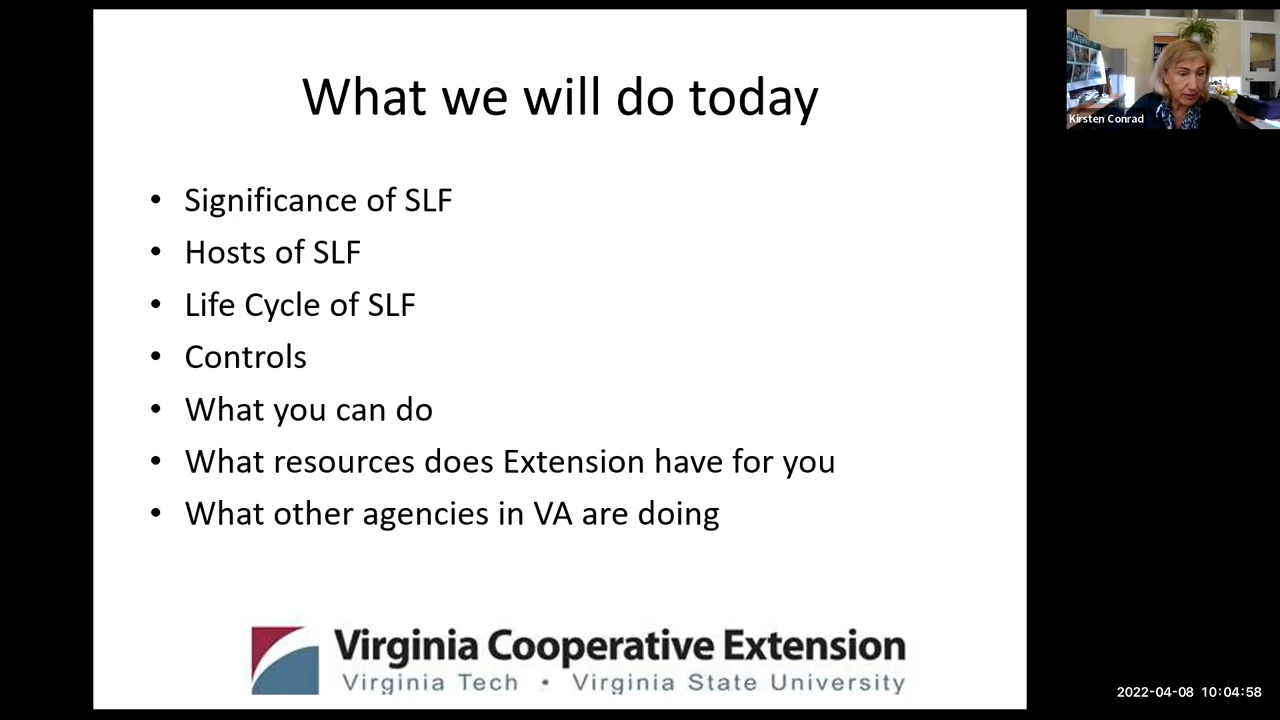 What we will do today
• Significance of SLF
• Hosts of SLF
• Life Cycle of SLF
• Controls
• What you can do
• What resources does Extension have for you
• What other agencies in VA are doing
Virginia Cooperative Extension
Virginia Tech • Virginia State University
Kirsten Conrad
2022-04-08 10:04:58